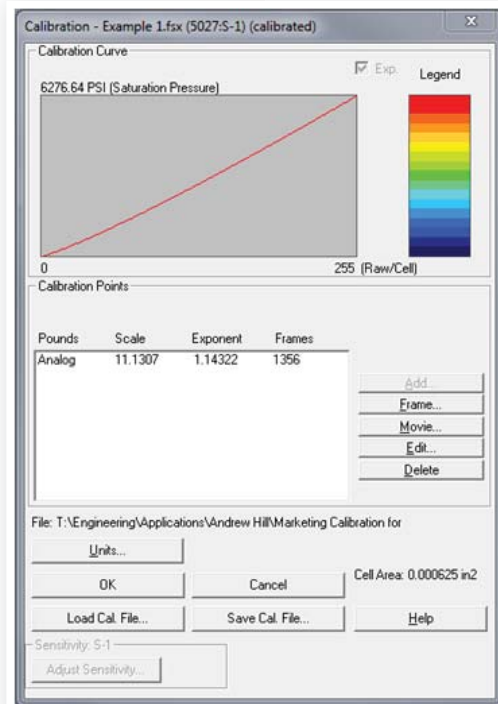 Calibration - Example 1.fsx (5027:S-1) (calibrated)
Calibration Curve
Exp.
Legend
6276.64 PSI (Saturation Pressure)
0
255 (Raw/Cell)
Calibration Points
Pounds Scale Exponent Frames
Analog 11.1307 1.14322 1356
Add...
Frame...
Movie...
Edit...
Delete
File: T:\Engineering\Applications\Andrew Hill\Marketing Calibration for
Units...
OK
Cancel
Cell Area: 0.000625 in2
Load Cal. File...
Save Cal. File...
Help
Sensitivity: S-1
Adjust Sensitivity...